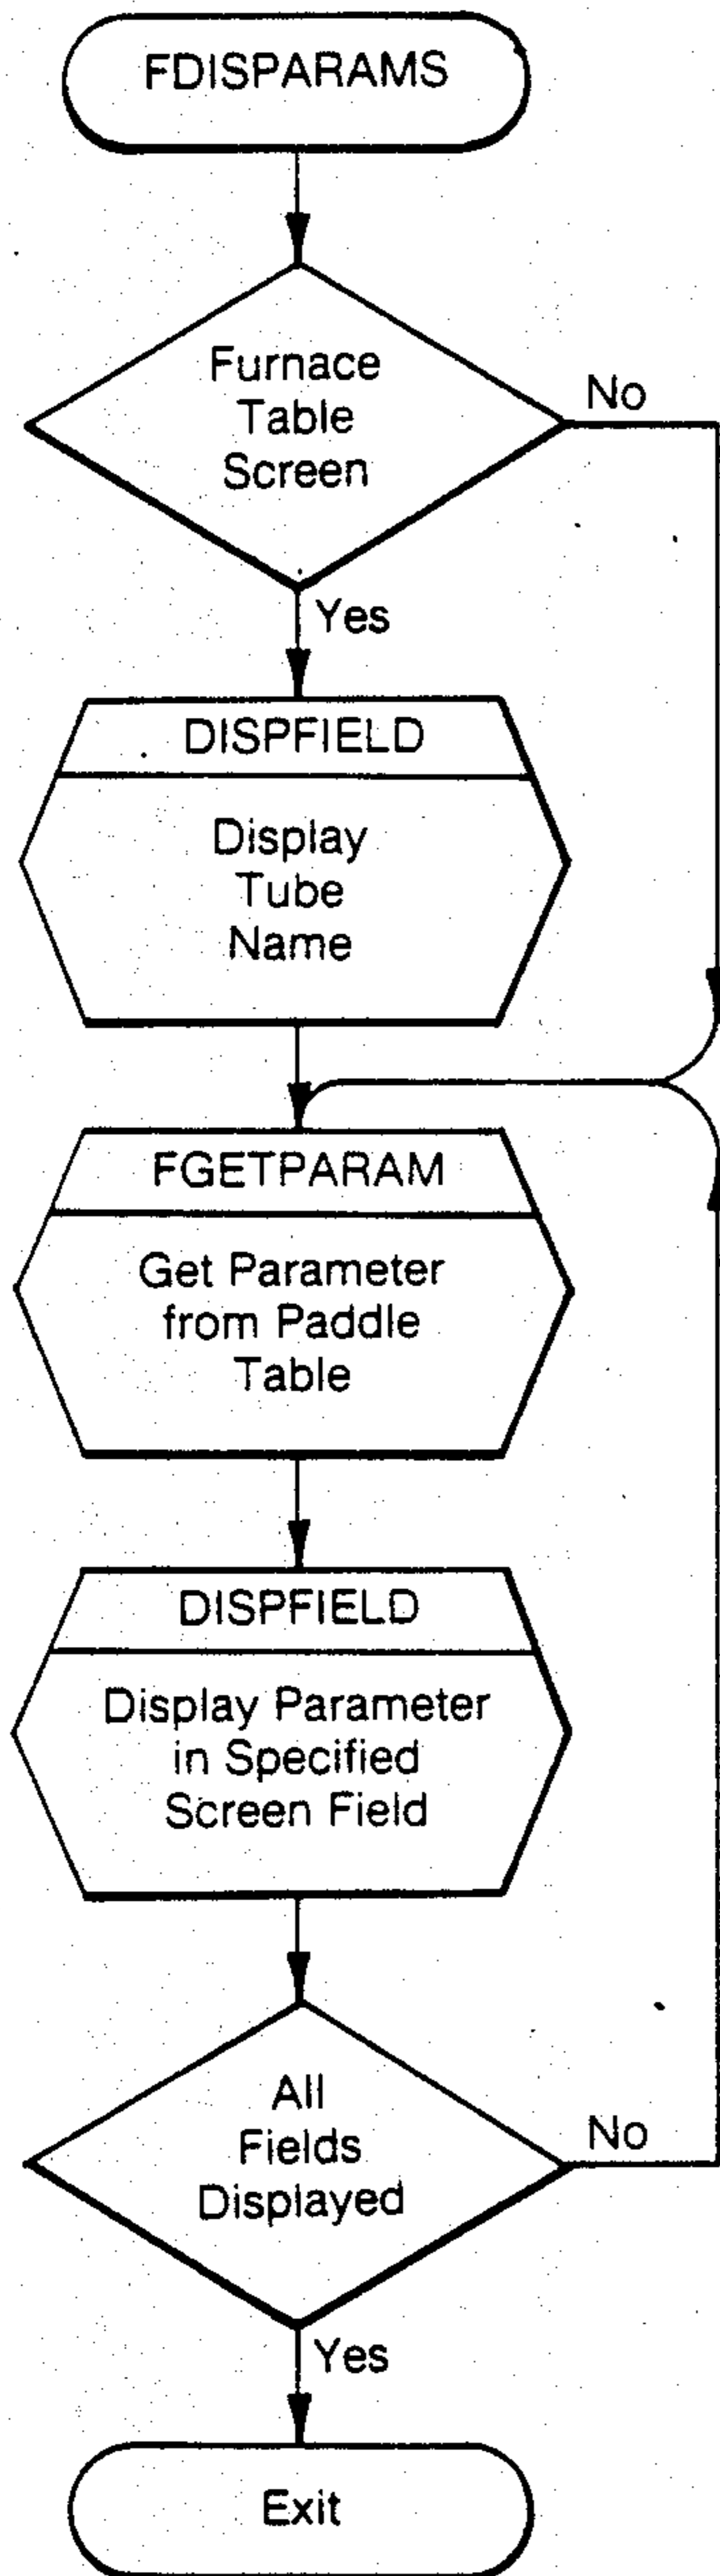 FDISPARAMS
Furnace
Table
Screen
No
Yes
DISPFIELD
Display
Tube
Name
FGETPARAM
Get Parameter
from Paddle
Table
DISPFIELD
Display Parameter
in Specified
Screen Field
All
Fields
Displayed
No
Yes
Exit